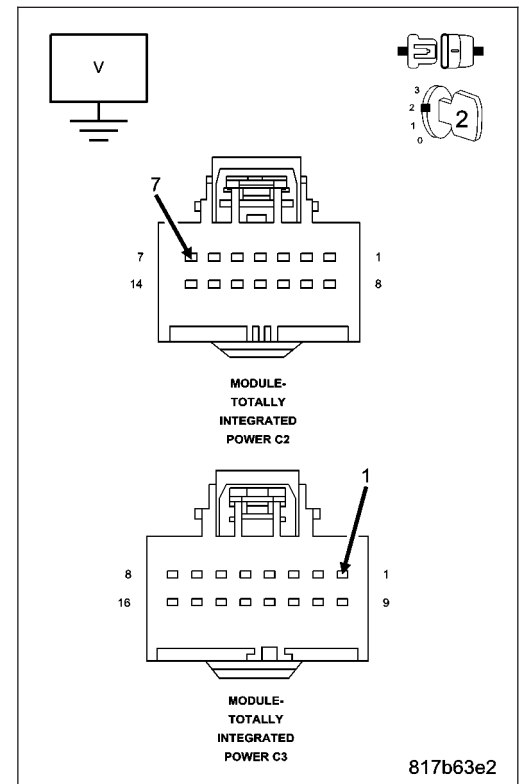 V
3
2
1
0
2
7
7 1
14 8
MODULE-
TOTALLY
INTEGRATED
POWER C2
1
8 1
16 9
MODULE-
TOTALLY
INTEGRATED
POWER C3
817b63e2